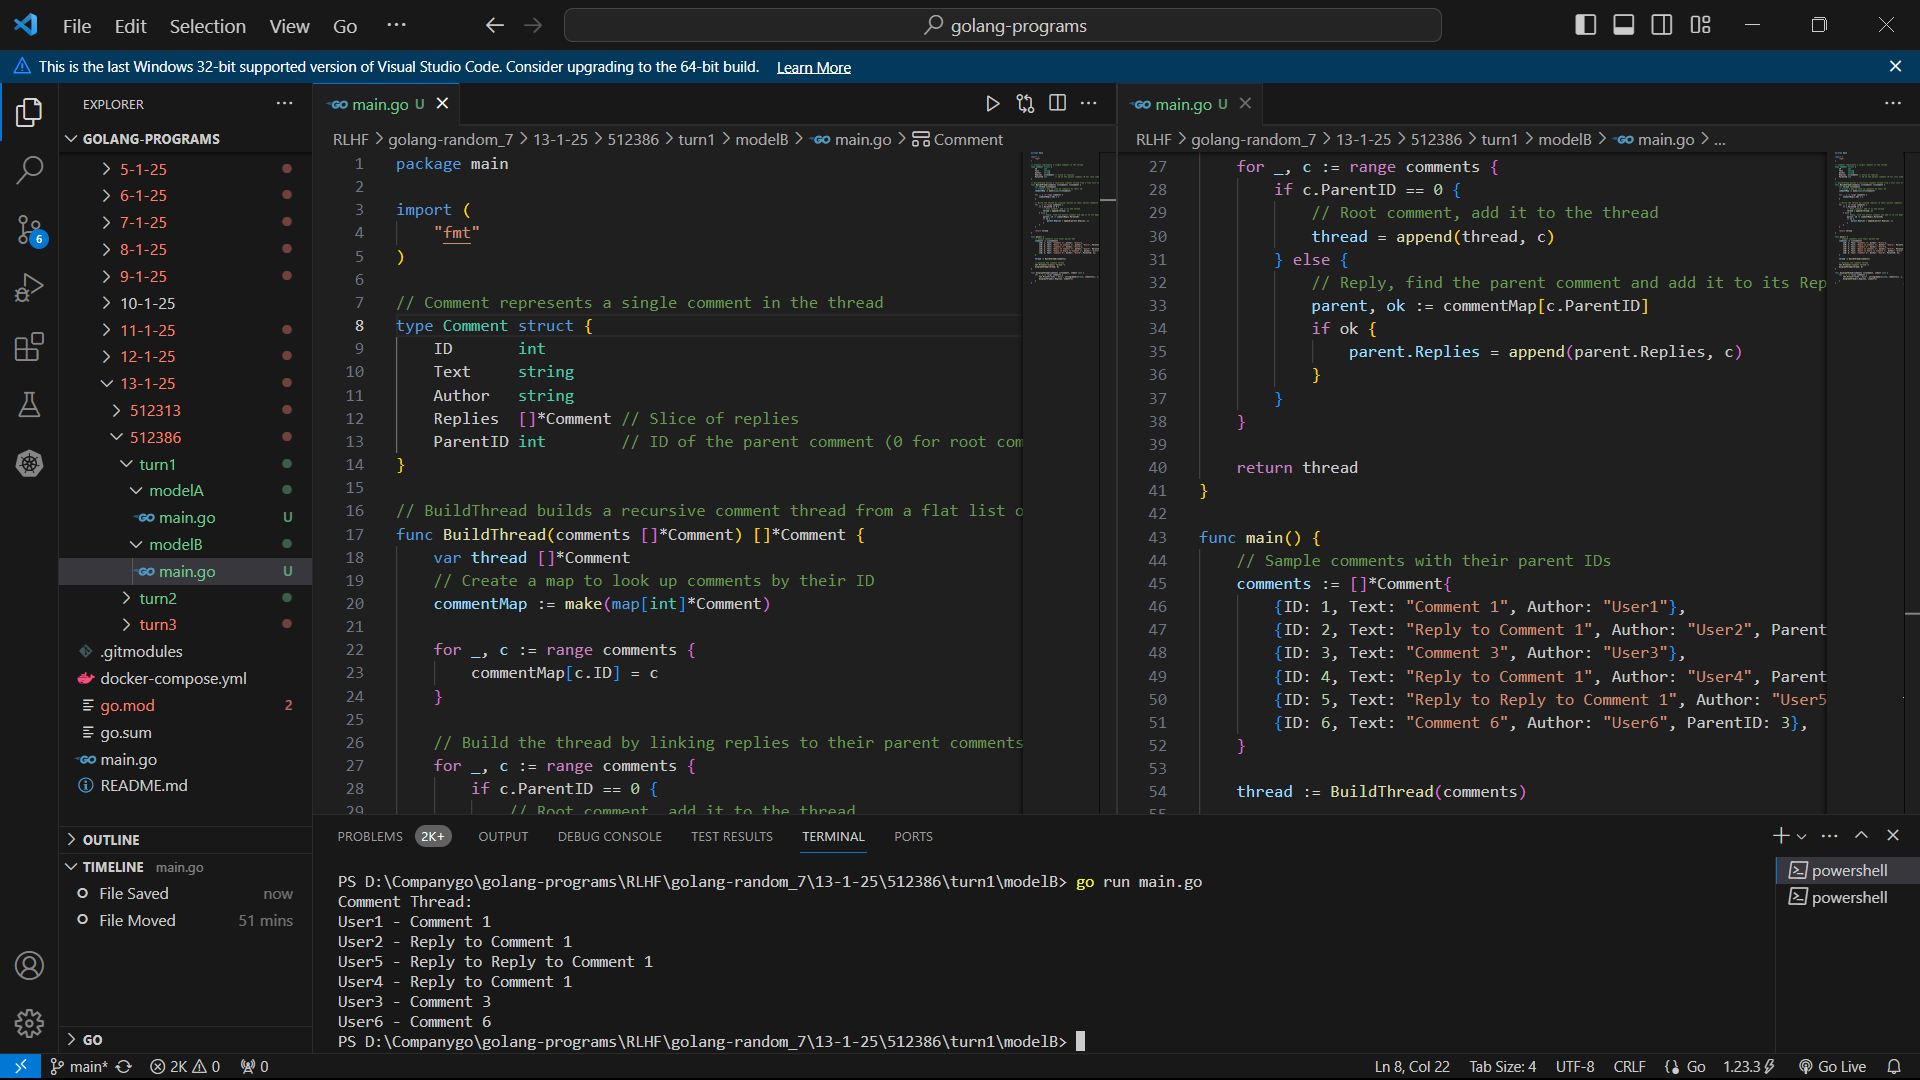 File Edit Selection View Go ··· golang-programs
This is the last Windows 32-bit supported version of Visual Studio Code. Consider upgrading to the 64-bit build. Learn More
EXPLORER
GOLANG-PROGRAMS
5-1-25
6-1-25
7-1-25
8-1-25
9-1-25
10-1-25
11-1-25
12-1-25
13-1-25
512313
512386
turn1
modelA
main.go U
modelB
main.go U
turn2
turn3
.gitmodules
docker-compose.yml
go.mod 2
go.sum
main.go
README.md
OUTLINE
TIMELINE main.go
File Saved now
File Moved 51 mins
GO
6
main.go U
RLHF > golang-random_7 > 13-1-25 > 512386 > turn1 > modelB > main.go > Comment
1 package main
2
3 import (
4 "fmt"
5 )
6
7 // Comment represents a single comment in the thread
8 type Comment struct {
9 ID int
10 Text string
11 Author string
12 Replies []*Comment // Slice of replies
13 ParentID int // ID of the parent comment (0 for root com
14 }
15
16 // BuildThread builds a recursive comment thread from a flat list o
17 func BuildThread(comments []*Comment) []*Comment {
18 var thread []*Comment
19 // Create a map to look up comments by their ID
20 commentMap := make(map[int]*Comment)
21
22 for _, c := range comments {
23 commentMap[c.ID] = c
24 }
25
26 // Build the thread by linking replies to their parent comments
27 for _, c := range comments {
28 if c.ParentID == 0 {
29 // Root comment, add it to the thread
main.go U
RLHF > golang-random_7 > 13-1-25 > 512386 > turn1 > modelB > main.go > ...
27 for _, c := range comments {
28 if c.ParentID == 0 {
29 // Root comment, add it to the thread
30 thread = append(thread, c)
31 } else {
32 // Reply, find the parent comment and add it to its Rep
33 parent, ok := commentMap[c.ParentID]
34 if ok {
35 parent.Replies = append(parent.Replies, c)
36 }
37 }
38 }
39
40 return thread
41 }
42
43 func main() {
44 // Sample comments with their parent IDs
45 comments := []*Comment{
46 {ID: 1, Text: "Comment 1", Author: "User1"},
47 {ID: 2, Text: "Reply to Comment 1", Author: "User2", Parent
48 {ID: 3, Text: "Comment 3", Author: "User3"},
49 {ID: 4, Text: "Reply to Comment 1", Author: "User4", Parent
50 {ID: 5, Text: "Reply to Reply to Comment 1", Author: "User5
51 {ID: 6, Text: "Comment 6", Author: "User6", ParentID: 3},
52 }
53
54 thread := BuildThread(comments)
55
PROBLEMS 2K+ OUTPUT DEBUG CONSOLE TEST RESULTS TERMINAL PORTS
PS D:\Companygo\golang-programs\RLHF\golang-random_7\13-1-25\512386\turn1\modelB> go run main.go
Comment Thread:
User1 - Comment 1
User2 - Reply to Comment 1
User5 - Reply to Reply to Comment 1
User4 - Reply to Comment 1
User3 - Comment 3
User6 - Comment 6
PS D:\Companygo\golang-programs\RLHF\golang-random_7\13-1-25\512386\turn1\modelB>
powershell
powershell
main* 2K 0 0 Ln 8, Col 22 Tab Size: 4 UTF-8 CRLF Go 1.23.3 Go Live